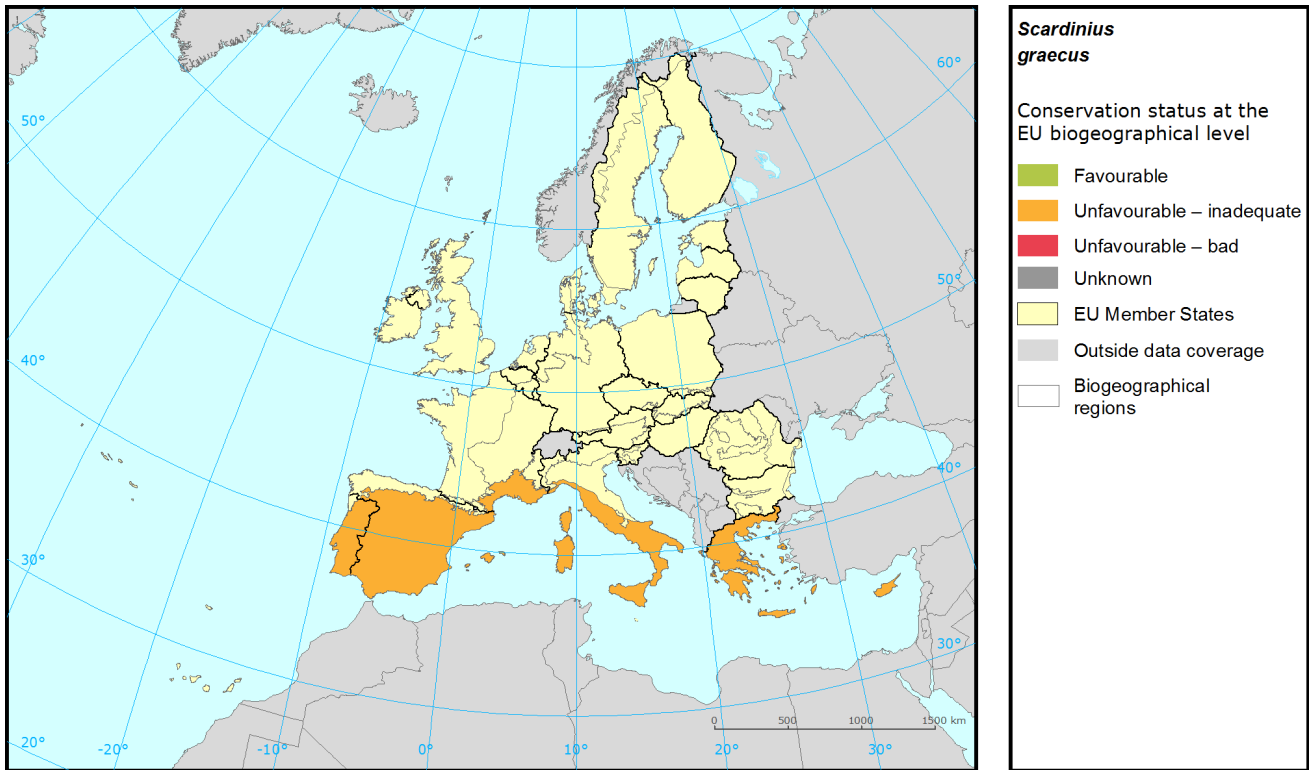 Scardinius
graecus
Conservation status at the
EU biogeographical level
Favourable
Unfavourable – inadequate
Unfavourable – bad
Unknown
EU Member States
Outside data coverage
Biogeographical
regions
60°
50°
50°
40°
40°
30°
30°
0 500 1000 1500 km
20° -20° -10° 0° 10° 20° 30°